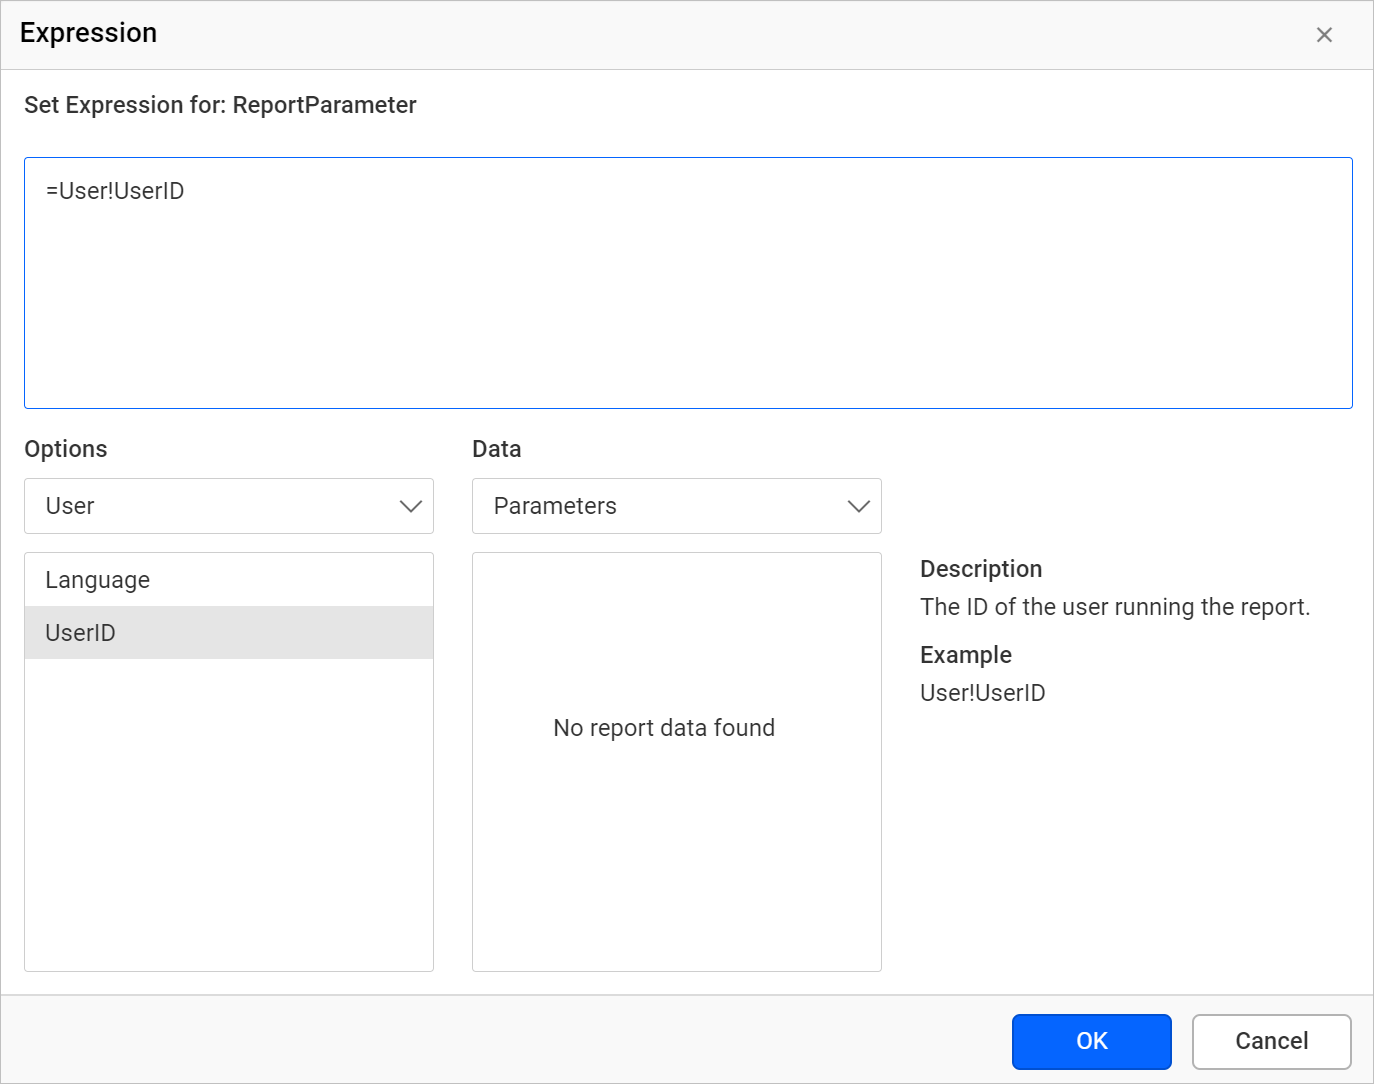 Expression
Set Expression for: ReportParameter
=User!UserID
Options
Data
User
Parameters
Language
UserID
No report data found
Description
The ID of the user running the report.
Example
User!UserID
OK
Cancel